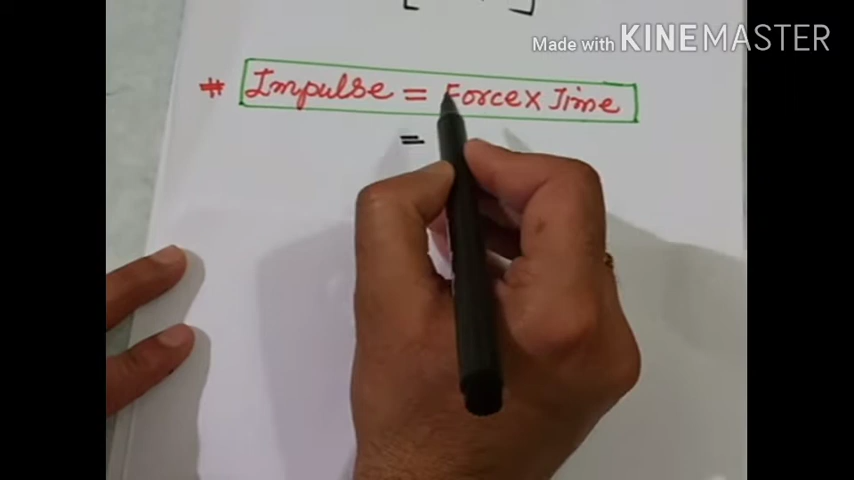 Made with KINEMASTER
# Impulse = Force x Time
=